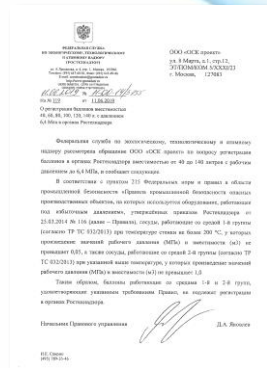 ФЕДЕРАЛЬНАЯ СЛУЖБА
ПО ЭКОЛОГИЧЕСКОМУ, ТЕХНОЛОГИЧЕСКОМУ
И АТОМНОМУ НАДЗОРУ
(РОСТЕХНАДЗОР)
ООО «ОСК проект»
ул. 8 Марта, д.1, стр.12,
г. Москва, 127083
На № от 11.06.2019
О регистрации баллонов вместимостью
40, 60, 80, 100, 120, 140 л. с давлением
6,4 Мпа в органах Ростехнадзора
Федеральная служба по экологическому, технологическому и атомному
надзору рассмотрела обращение ООО «ОСК проект» по вопросу регистрации
баллонов в органах Ростехнадзора вместимостью от 40 до 140 литров с рабочим
давлением до 6,4 МПа, и сообщает следующее.
В соответствии с пунктом 215 Федеральных норм и правил в области
промышленной безопасности «Правила промышленной безопасности опасных
производственных объектов, на которых используется оборудование, работающее
под избыточным давлением», утвержденных приказом Ростехнадзора от
25.03.2014 № 116 (далее – Правила), сосуды, работающие со средой 1-й группы
(согласно ТР ТС 032/2013) при температуре стенки не более 200 °С, у которых
произведение значений рабочего давления (МПа) и вместимости (м3) не
превышает 0,05, а также сосуды, работающие со средой 2-й группы (согласно
ТР ТС 032/2013) при указанной выше температуре, у которых произведение значений
рабочего давления (МПа) и вместимости (м3) не превышает 1,0.
Таким образом, баллоны работающие со средами 1-й и 2-й групп,
удовлетворяющие указанным требованиям Правил, не подлежат регистрации
в органах Ростехнадзора.
Начальник Правового управления Д.А. Яковлев